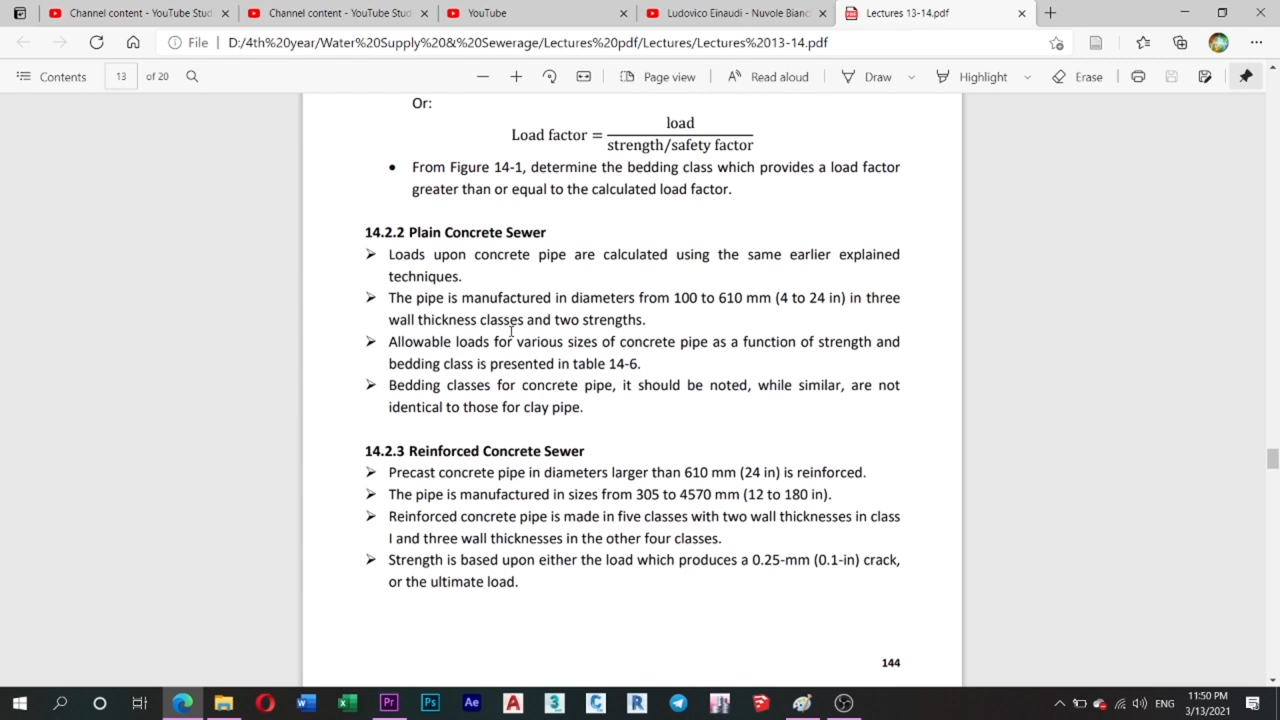 Channel content - YouTube Stud
Channel content - YouTube Stud
YouTube
Ludovico Einaudi - Nuvole Bianc
Lectures 13-14.pdf
File
D:/4th%20year/Water%20Supply%20&%20Sewerage/Lectures%20pdf/Lectures/Lectures%2013-14.pdf
Contents
13
of 20
Page view
Read aloud
Draw
Highlight
Erase
Or:
Load factor = load
strength/safety factor
• From Figure 14-1, determine the bedding class which provides a load factor
greater than or equal to the calculated load factor.
14.2.2 Plain Concrete Sewer
➢ Loads upon concrete pipe are calculated using the same earlier explained
techniques.
➢ The pipe is manufactured in diameters from 100 to 610 mm (4 to 24 in) in three
wall thickness classes and two strengths.
➢ Allowable loads for various sizes of concrete pipe as a function of strength and
bedding class is presented in table 14-6.
➢ Bedding classes for concrete pipe, it should be noted, while similar, are not
identical to those for clay pipe.
14.2.3 Reinforced Concrete Sewer
➢ Precast concrete pipe in diameters larger than 610 mm (24 in) is reinforced.
➢ The pipe is manufactured in sizes from 305 to 4570 mm (12 to 180 in).
➢ Reinforced concrete pipe is made in five classes with two wall thicknesses in class
I and three wall thicknesses in the other four classes.
➢ Strength is based upon either the load which produces a 0.25-mm (0.1-in) crack,
or the ultimate load.
144
Pr
Ps
Ae
ENG
11:50 PM
3/13/2021